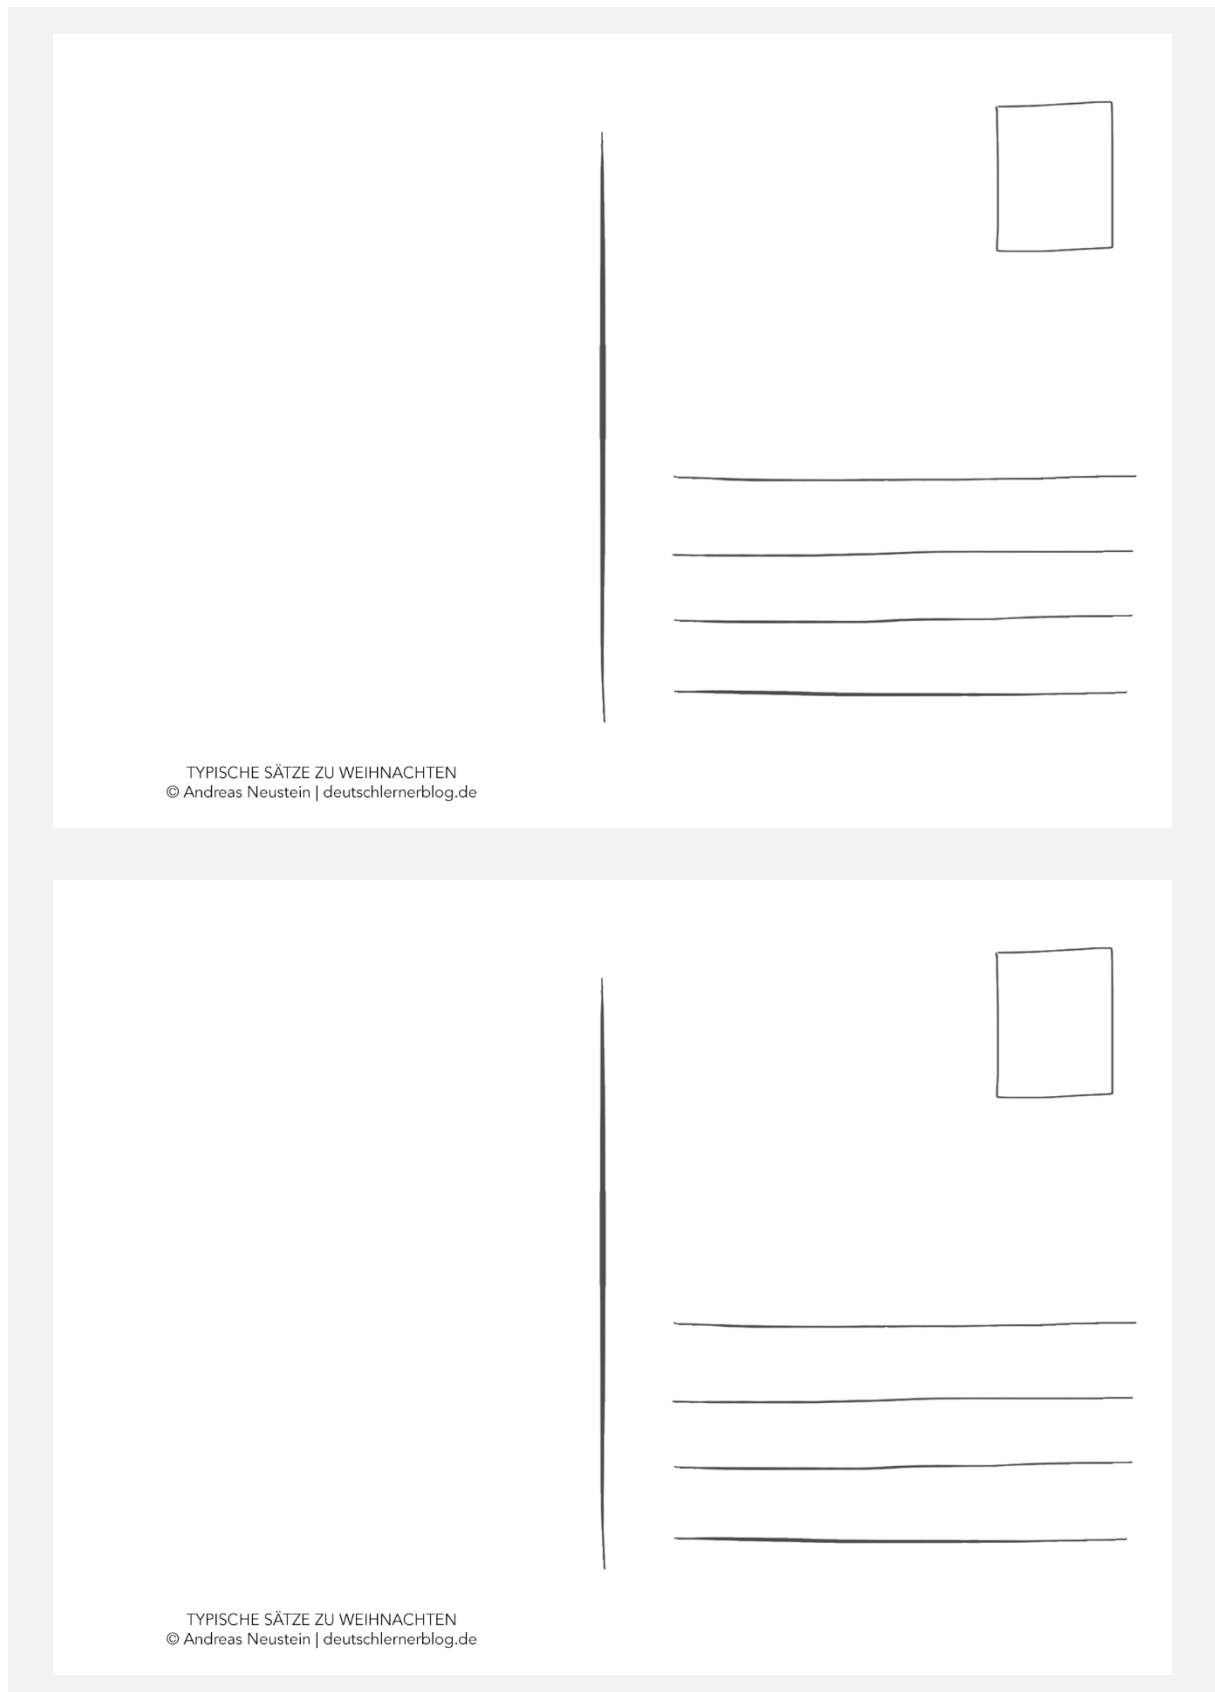 TYPISCHE SÄTZE ZU WEIHNACHTEN
© Andreas Neustein | deutschlernerblog.de
TYPISCHE SÄTZE ZU WEIHNACHTEN
© Andreas Neustein | deutschlernerblog.de